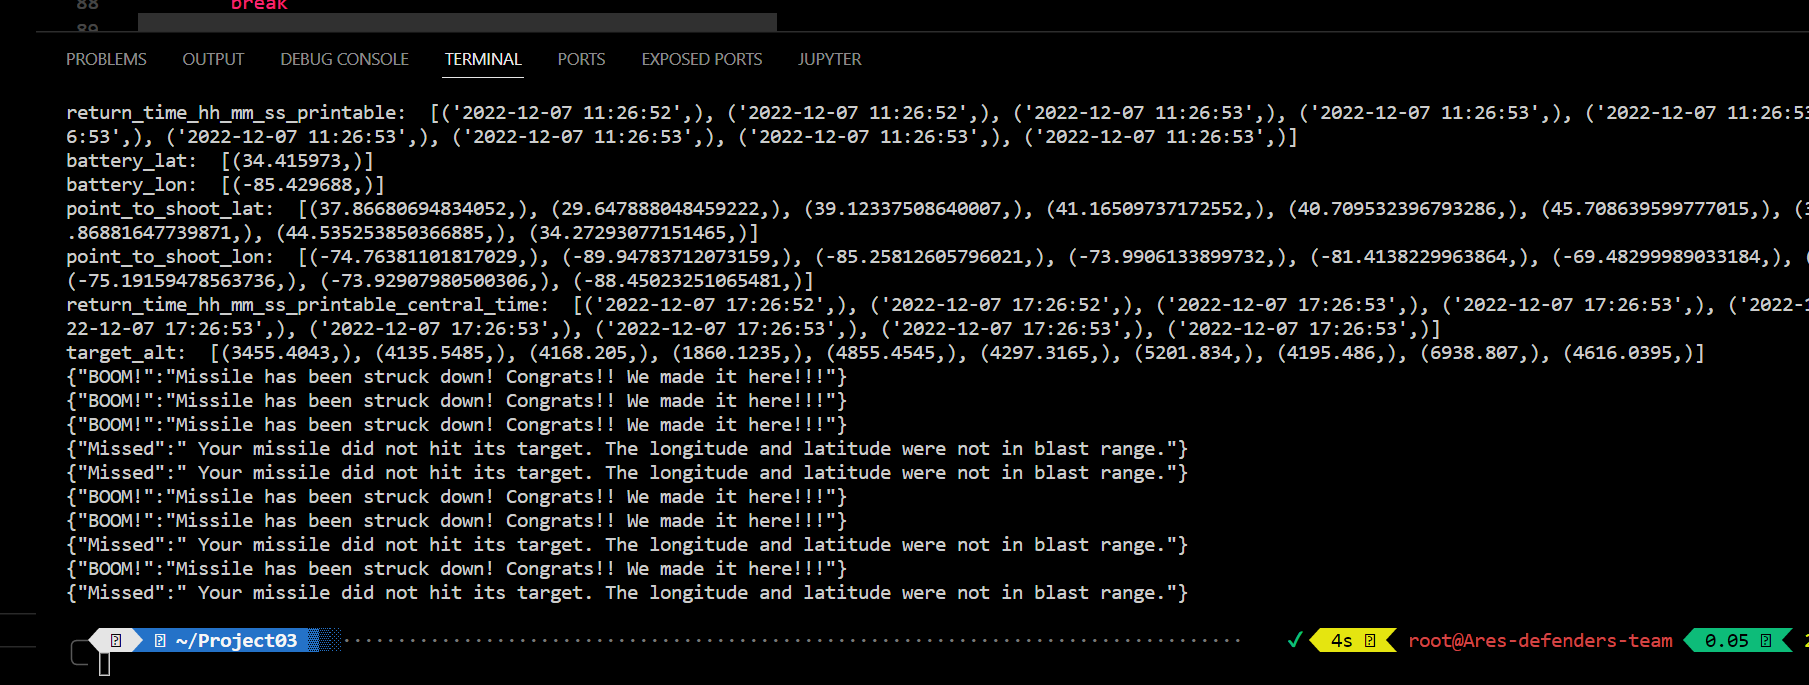 88 break
89
PROBLEMS OUTPUT DEBUG CONSOLE TERMINAL PORTS EXPOSED PORTS JUPYTER
return_time_hh_mm_ss_printable:  [('2022-12-07 11:26:52',), ('2022-12-07 11:26:52',), ('2022-12-07 11:26:53',), ('2022-12-07 11:26:53',), ('2022-12-07 11:26:53
6:53',), ('2022-12-07 11:26:53',), ('2022-12-07 11:26:53',), ('2022-12-07 11:26:53',), ('2022-12-07 11:26:53',)]
battery_lat:  [(34.415973,)]
battery_lon:  [(-85.429688,)]
point_to_shoot_lat:  [(37.86680694834052,), (29.647888048459222,), (39.12337508640007,), (41.16509737172552,), (40.709532396793286,), (45.708639599777015,), (3
.86881647739871,), (44.535253850366885,), (34.27293077151465,)]
point_to_shoot_lon:  [(-74.76381101817029,), (-89.94783712073159,), (-85.25812605796021,), (-73.9906133899732,), (-81.4138229963864,), (-69.48299989033184,), (
(-75.19159478563736,), (-73.92907980500306,), (-88.45023251065481,)]
return_time_hh_mm_ss_printable_central_time:  [('2022-12-07 17:26:52',), ('2022-12-07 17:26:52',), ('2022-12-07 17:26:53',), ('2022-12-07 17:26:53',), ('2022-1
22-12-07 17:26:53',), ('2022-12-07 17:26:53',), ('2022-12-07 17:26:53',), ('2022-12-07 17:26:53',), ('2022-12-07 17:26:53',)]
target_alt:  [(3455.4043,), (4135.5485,), (4168.205,), (1860.1235,), (4855.4545,), (4297.3165,), (5201.834,), (4195.486,), (6938.807,), (4616.0395,)]
{"BOOM!":"Missile has been struck down! Congrats!! We made it here!!!"}
{"BOOM!":"Missile has been struck down! Congrats!! We made it here!!!"}
{"BOOM!":"Missile has been struck down! Congrats!! We made it here!!!"}
{"Missed":" Your missile did not hit its target. The longitude and latitude were not in blast range."}
{"Missed":" Your missile did not hit its target. The longitude and latitude were not in blast range."}
{"BOOM!":"Missile has been struck down! Congrats!! We made it here!!!"}
{"BOOM!":"Missile has been struck down! Congrats!! We made it here!!!"}
{"Missed":" Your missile did not hit its target. The longitude and latitude were not in blast range."}
{"BOOM!":"Missile has been struck down! Congrats!! We made it here!!!"}
{"Missed":" Your missile did not hit its target. The longitude and latitude were not in blast range."}
~/Project03 ✓ 4s root@Ares-defenders-team 0.05